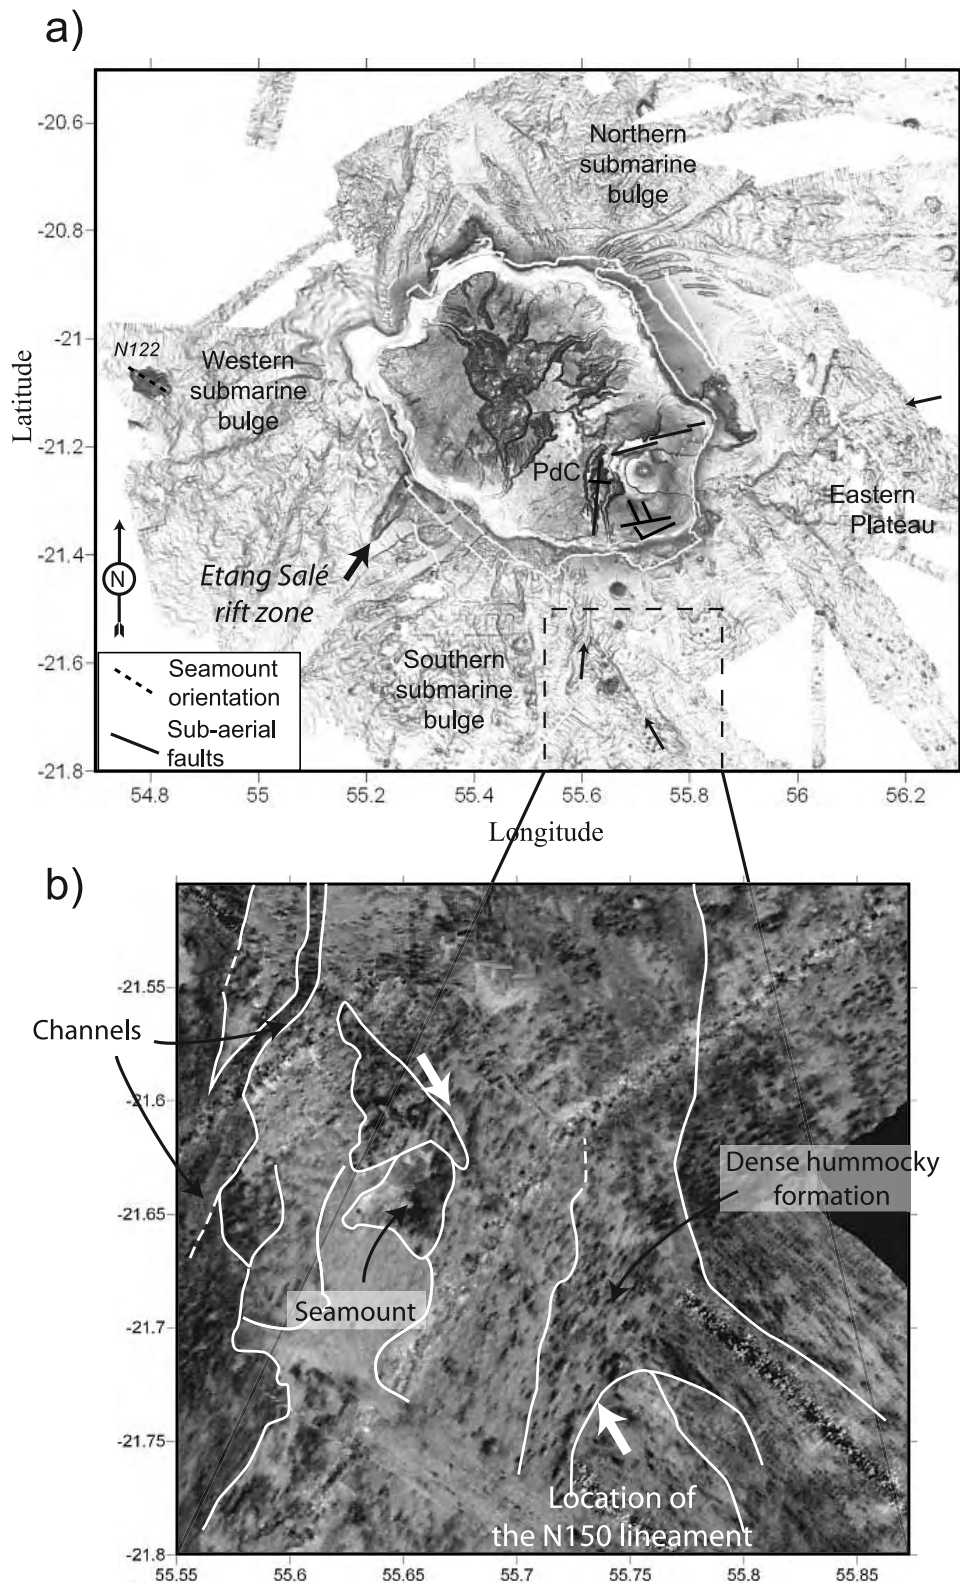 a)
Northern
submarine
bulge
-20.6
-20.8
-21
-21.2
-21.4
-21.6
-21.8
Latitude
N122
Western
submarine
bulge
PdC
Eastern
Plateau
N
Etang Salé
rift zone
Southern
submarine
bulge
Seamount
orientation
Sub-aerial
faults
54.8 55 55.2 55.4 55.6 55.8 56 56.2
Longitude
b)
-21.55
Channels
-21.6
Dense hummocky
formation
-21.65
Seamount
-21.7
-21.75
Location of
the N150 lineament
-21.8
55.55 55.6 55.65 55.7 55.75 55.8 55.85